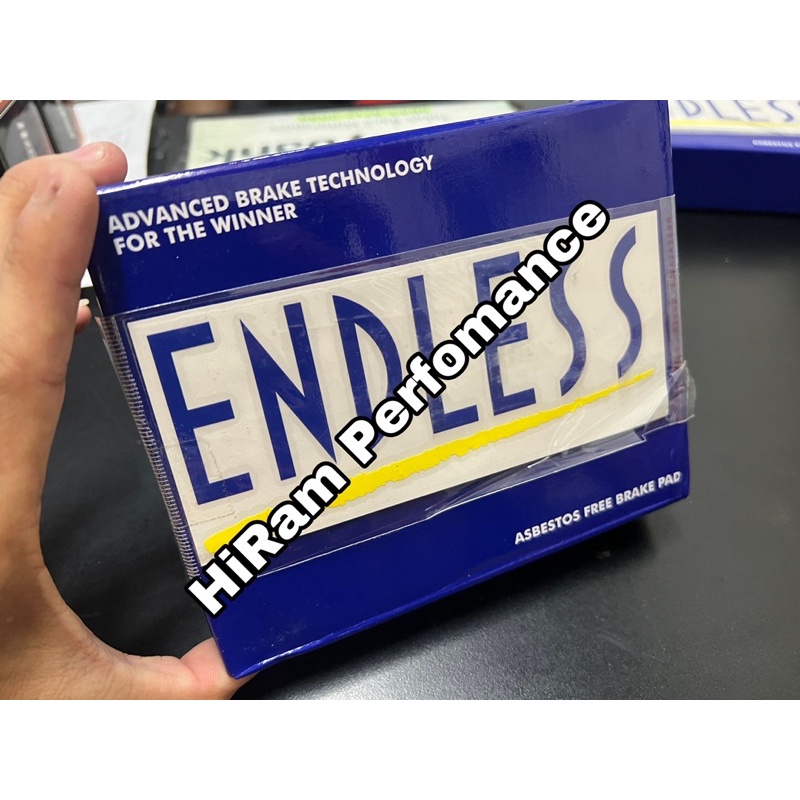 ADVANCED BRAKE TECHNOLOGY
FOR THE WINNER
ENDLESS
HiRam Perfomance
ASBESTOS FREE BRAKE PAD